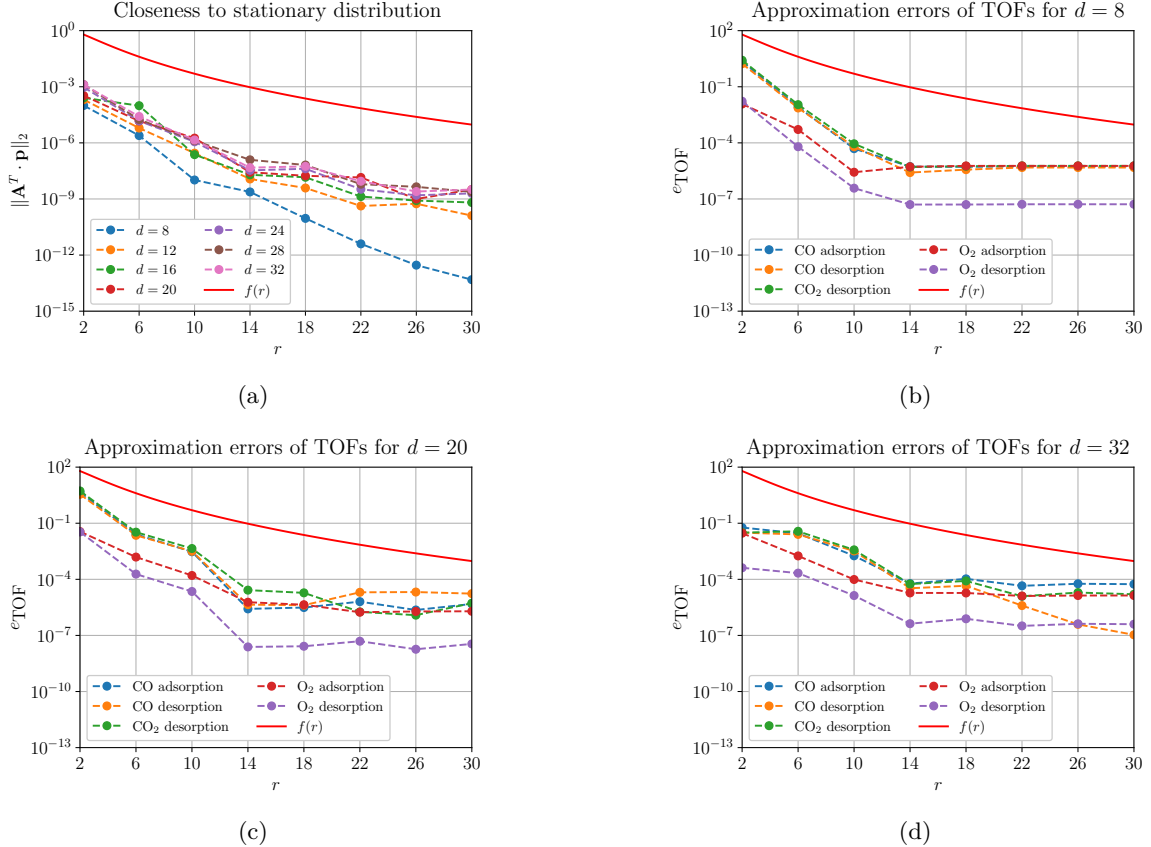 Closeness to stationary distribution
10^0
10^{-3}
10^{-6}
10^{-9}
10^{-12}
10^{-15}
||A^T · p||_2
d = 8
d = 12
d = 16
d = 20
d = 24
d = 28
d = 32
f(r)
2 6 10 14 18 22 26 30
r
(a)
Approximation errors of TOFs for d = 8
10^2
10^{-1}
10^{-4}
10^{-7}
10^{-10}
10^{-13}
e_TOF
CO adsorption
CO desorption
CO_2 desorption
O_2 adsorption
O_2 desorption
f(r)
2 6 10 14 18 22 26 30
r
(b)
Approximation errors of TOFs for d = 20
10^2
10^{-1}
10^{-4}
10^{-7}
10^{-10}
10^{-13}
e_TOF
CO adsorption
CO desorption
CO_2 desorption
O_2 adsorption
O_2 desorption
f(r)
2 6 10 14 18 22 26 30
r
(c)
Approximation errors of TOFs for d = 32
10^2
10^{-1}
10^{-4}
10^{-7}
10^{-10}
10^{-13}
e_TOF
CO adsorption
CO desorption
CO_2 desorption
O_2 adsorption
O_2 desorption
f(r)
2 6 10 14 18 22 26 30
r
(d)